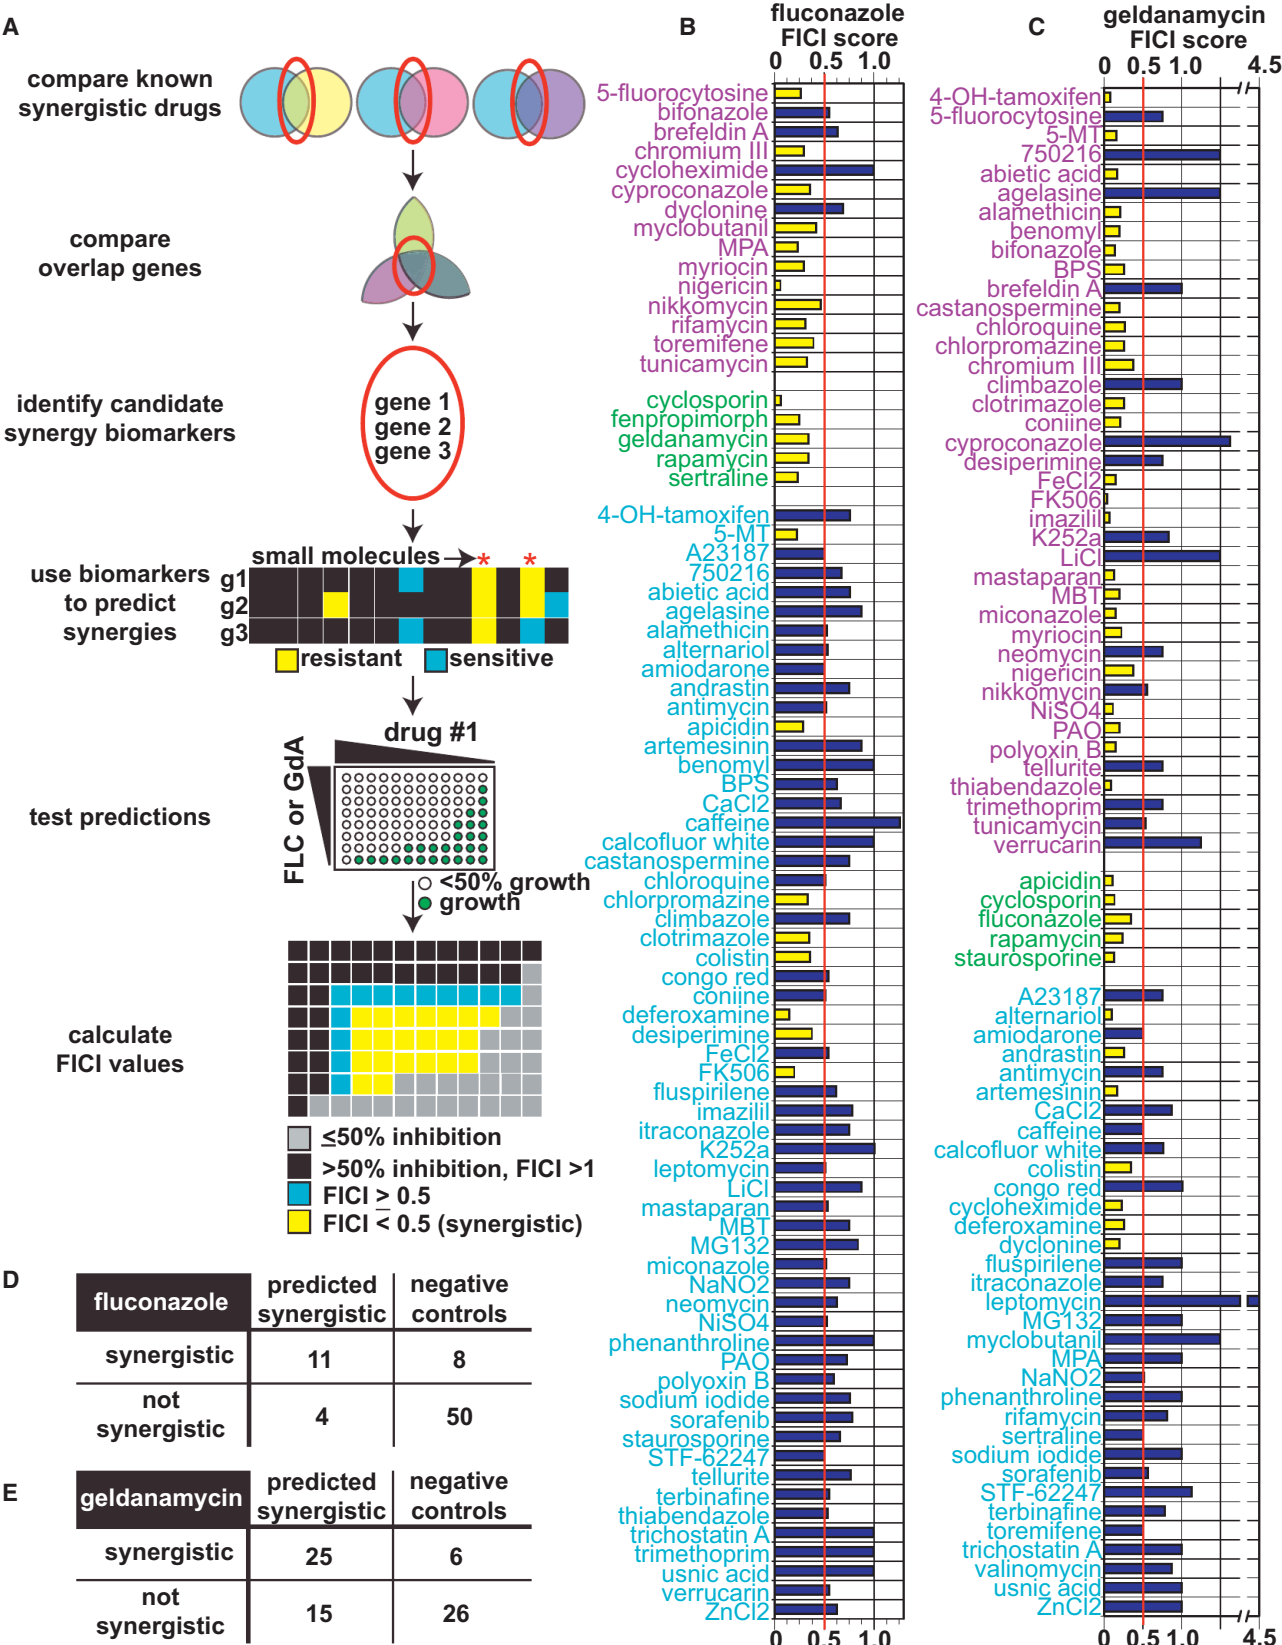 A
compare known
synergistic drugs
compare
overlap genes
identify candidate
synergy biomarkers
gene 1
gene 2
gene 3
use biomarkers
to predict
synergies
small molecules
* *
g1
g2
g3
resistant
sensitive
test predictions
drug #1
FLC or GdA
<50% growth
growth
calculate
FICI values
≤50% inhibition
>50% inhibition, FICI >1
FICI > 0.5
FICI ≤ 0.5 (synergistic)
B
fluconazole
FICI score
0 0.5 1.0
5-fluorocytosine
bifonazole
brefeldin A
chromium III
cycloheximide
cyproconazole
dyclonine
myclobutanil
MPA
myriocin
nigericin
nikkomycin
rifamycin
toremifene
tunicamycin
cyclosporin
fenpropimorph
geldanamycin
rapamycin
sertraline
4-OH-tamoxifen
5-MT
A23187
750216
abietic acid
agelasine
alamethicin
alternariol
amiodarone
andrastin
antimycin
apicidin
artemesinin
benomyl
BPS
CaCl2
caffeine
calcofluor white
castanospermine
chloroquine
chlorpromazine
climbazole
clotrimazole
colistin
congo red
coniine
deferoxamine
desiperimine
FeCl2
FK506
fluspirilene
imazilil
itraconazole
K252a
leptomycin
LiCl
mastaparan
MBT
MG132
miconazole
NaNO2
neomycin
NiSO4
phenanthroline
PAO
polyoxin B
sodium iodide
sorafenib
staurosporine
STF-62247
tellurite
terbinafine
thiabendazole
trichostatin A
trimethoprim
usnic acid
verrucarin
ZnCl2
0 0.5 1.0
C
geldanamycin
FICI score
0 0.5 1.0 4.5
4-OH-tamoxifen
5-fluorocytosine
5-MT
750216
abietic acid
agelasine
alamethicin
benomyl
bifonazole
BPS
brefeldin A
castanospermine
chloroquine
chlorpromazine
chromium III
climbazole
clotrimazole
coniine
cyproconazole
desiperimine
FeCl2
FK506
imazilil
K252a
LiCl
mastaparan
MBT
miconazole
myriocin
neomycin
nigericin
nikkomycin
NiSO4
PAO
polyoxin B
tellurite
thiabendazole
trimethoprim
tunicamycin
verrucarin
apicidin
cyclosporin
fluconazole
rapamycin
staurosporine
A23187
alternariol
amiodarone
andrastin
antimycin
artemesinin
CaCl2
caffeine
calcofluor white
colistin
congo red
cycloheximide
deferoxamine
dyclonine
fluspirilene
itraconazole
leptomycin
MG132
myclobutanil
MPA
NaNO2
phenanthroline
rifamycin
sertraline
sodium iodide
sorafenib
STF-62247
terbinafine
toremifene
trichostatin A
valinomycin
usnic acid
ZnCl2
0 0.5 1.0 4.5
D
fluconazole
predicted
synergistic
negative
controls
synergistic 11 8
not
synergistic 4 50
E
geldanamycin
predicted
synergistic
negative
controls
synergistic 25 6
not
synergistic 15 26